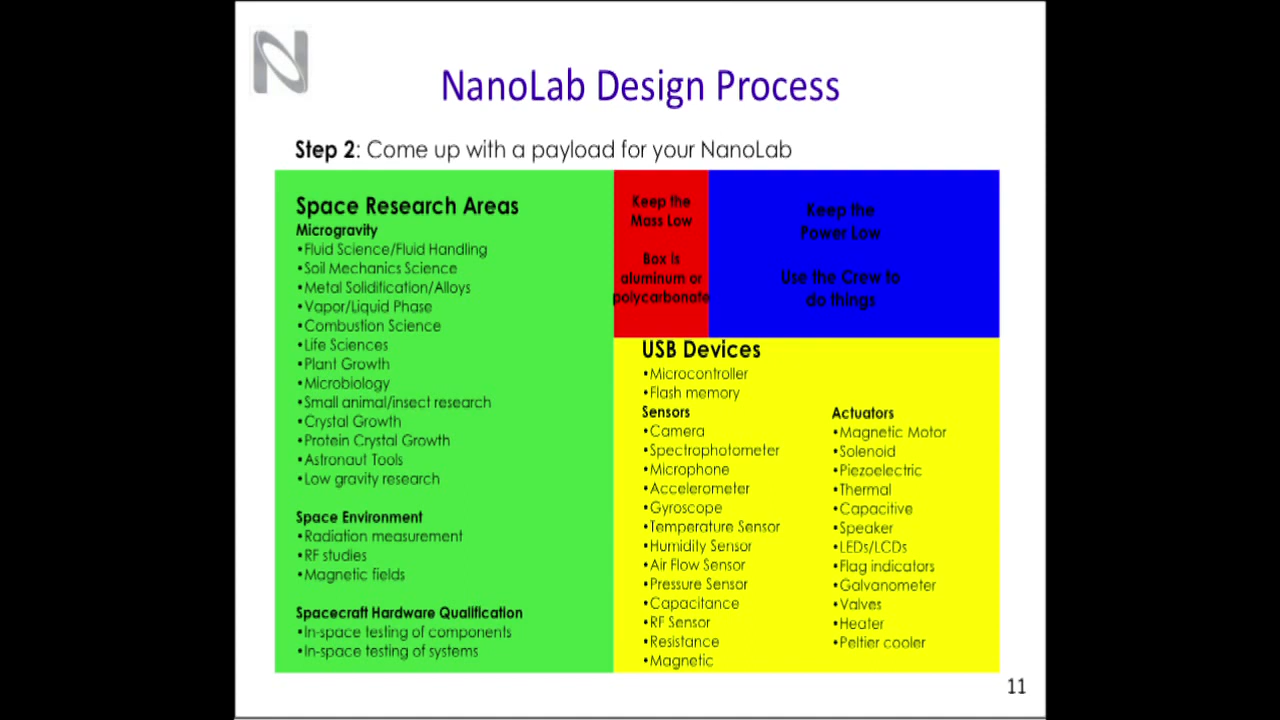 N
NanoLab Design Process
Step 2: Come up with a payload for your NanoLab
Space Research Areas
Microgravity
•Fluid Science/Fluid Handling
•Soil Mechanics Science
•Metal Solidification/Alloys
•Vapor/Liquid Phase
•Combustion Science
•Life Sciences
•Plant Growth
•Microbiology
•Small animal/insect research
•Crystal Growth
•Protein Crystal Growth
•Astronaut Tools
•Low gravity research
Space Environment
•Radiation measurement
•RF studies
•Magnetic fields
Spacecraft Hardware Qualification
•In-space testing of components
•In-space testing of systems
Keep the
Mass Low
Box is
aluminum or
polycarbonate
Keep the
Power Low
Use the Crew to
do things
USB Devices
•Microcontroller
•Flash memory
Sensors
•Camera
•Spectrophotometer
•Microphone
•Accelerometer
•Gyroscope
•Temperature Sensor
•Humidity Sensor
•Air Flow Sensor
•Pressure Sensor
•Capacitance
•RF Sensor
•Resistance
•Magnetic
Actuators
•Magnetic Motor
•Solenoid
•Piezoelectric
•Thermal
•Capacitive
•Speaker
•LEDs/LCDs
•Flag indicators
•Galvanometer
•Valves
•Heater
•Peltier cooler
11